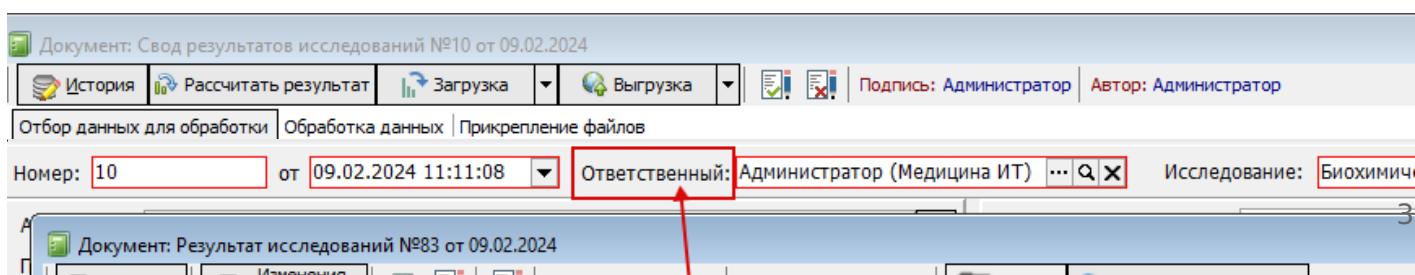 Документ: Свод результатов исследований №10 от 09.02.2024
История Рассчитать результат Загрузка Выгрузка Подпись: Администратор Автор: Администратор
Отбор данных для обработки Обработка данных Прикрепление файлов
Номер: 10 от 09.02.2024 11:11:08 Ответственный: Администратор (Медицина ИТ) Исследование:
Документ: Результат исследований №83 от 09.02.2024